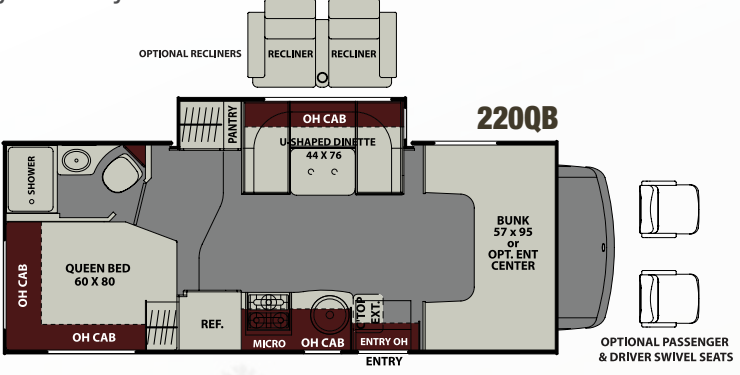 OPTIONAL RECLINERS
RECLINER
RECLINER
220QB
PANTRY
OH CAB
U-SHAPED DINETTE
44 X 76
SHOWER
BUNK
57 x 95
or
OPT. ENT
CENTER
OH CAB
QUEEN BED
60 X 80
OH CAB
REF.
MICRO
OH CAB
C TOP
EXT.
ENTRY OH
ENTRY
OPTIONAL PASSENGER
& DRIVER SWIVEL SEATS